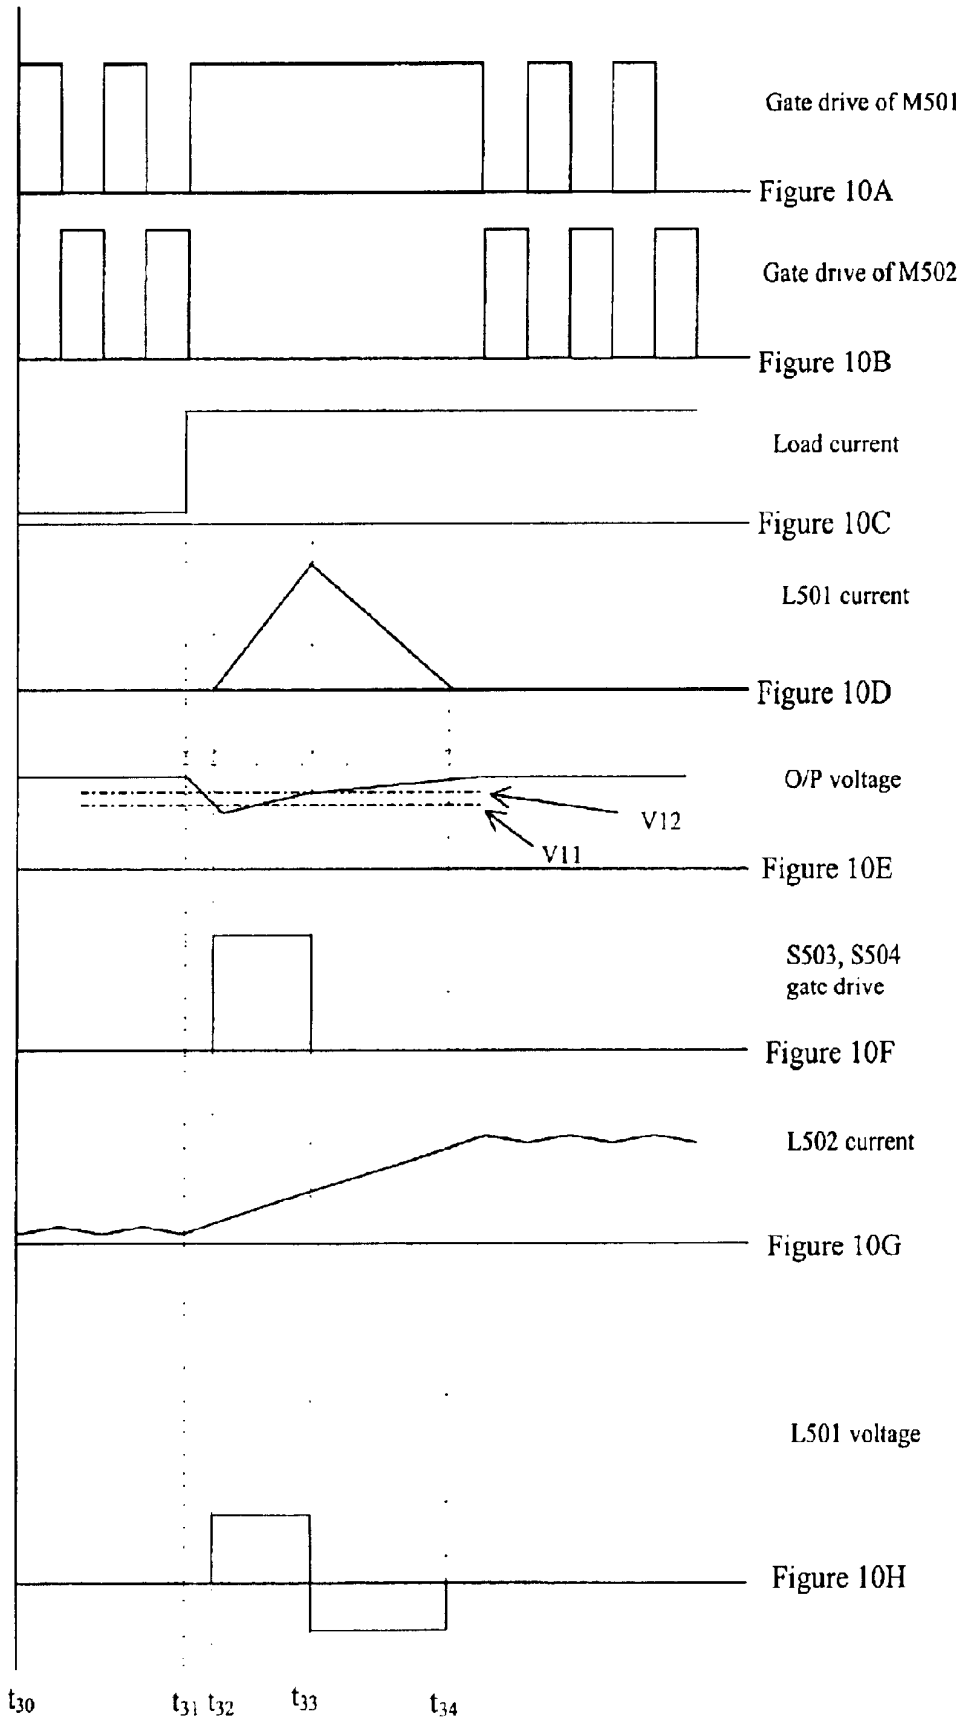 Gate drive of M501
Figure 10A
Gate drive of M502
Figure 10B
Load current
Figure 10C
L501 current
Figure 10D
O/P voltage
V12
V11
Figure 10E
S503, S504
gate drive
Figure 10F
L502 current
Figure 10G
L501 voltage
Figure 10H
t30 t31 t32 t33 t34